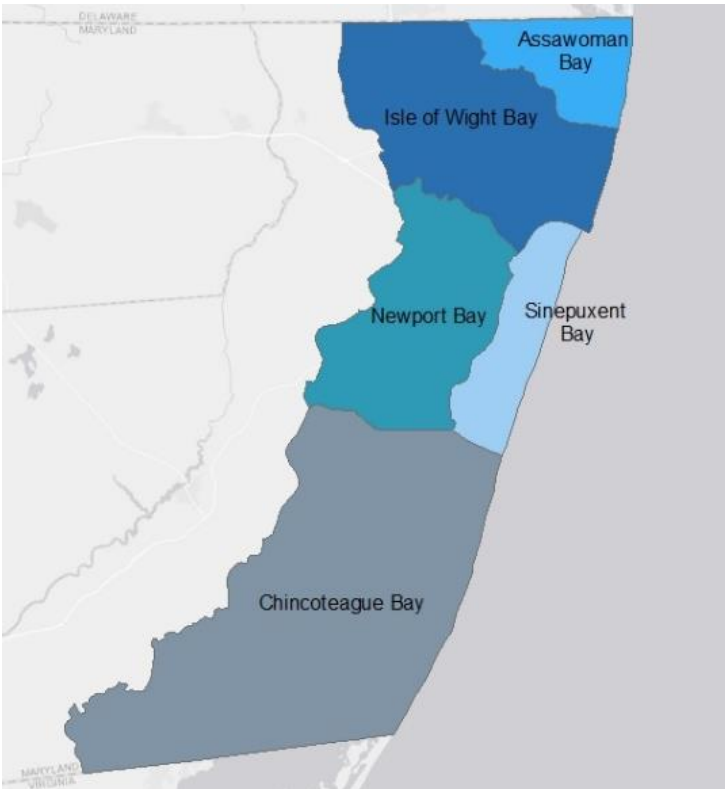 DELAWARE
MARYLAND
Assawoman
Bay
Isle of Wight Bay
Newport Bay
Sinepuxent
Bay
Chincoteague Bay
MARYLAND
VIRGINIA